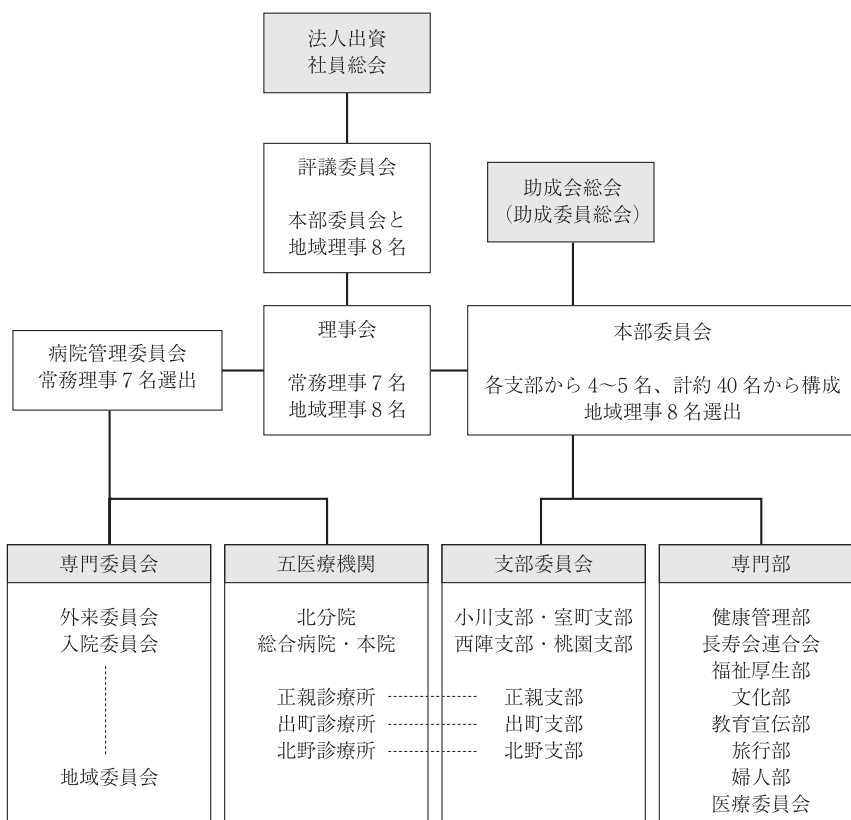 法人出資
社員総会
評議委員会
本部委員会と
地域理事8名
助成会総会
(助成委員総会)
病院管理委員会
常務理事7名選出
理事会
常務理事7名
地域理事8名
本部委員会
各支部から4〜5名、計約40名から構成
地域理事8名選出
専門委員会
外来委員会
入院委員会
地域委員会
五医療機関
北分院
総合病院・本院
正親診療所
出町診療所
北野診療所
支部委員会
小川支部・室町支部
西陣支部・桃園支部
正親支部
出町支部
北野支部
専門部
健康管理部
長寿会連合会
福祉厚生部
文化部
教育宣伝部
旅行部
婦人部
医療委員会